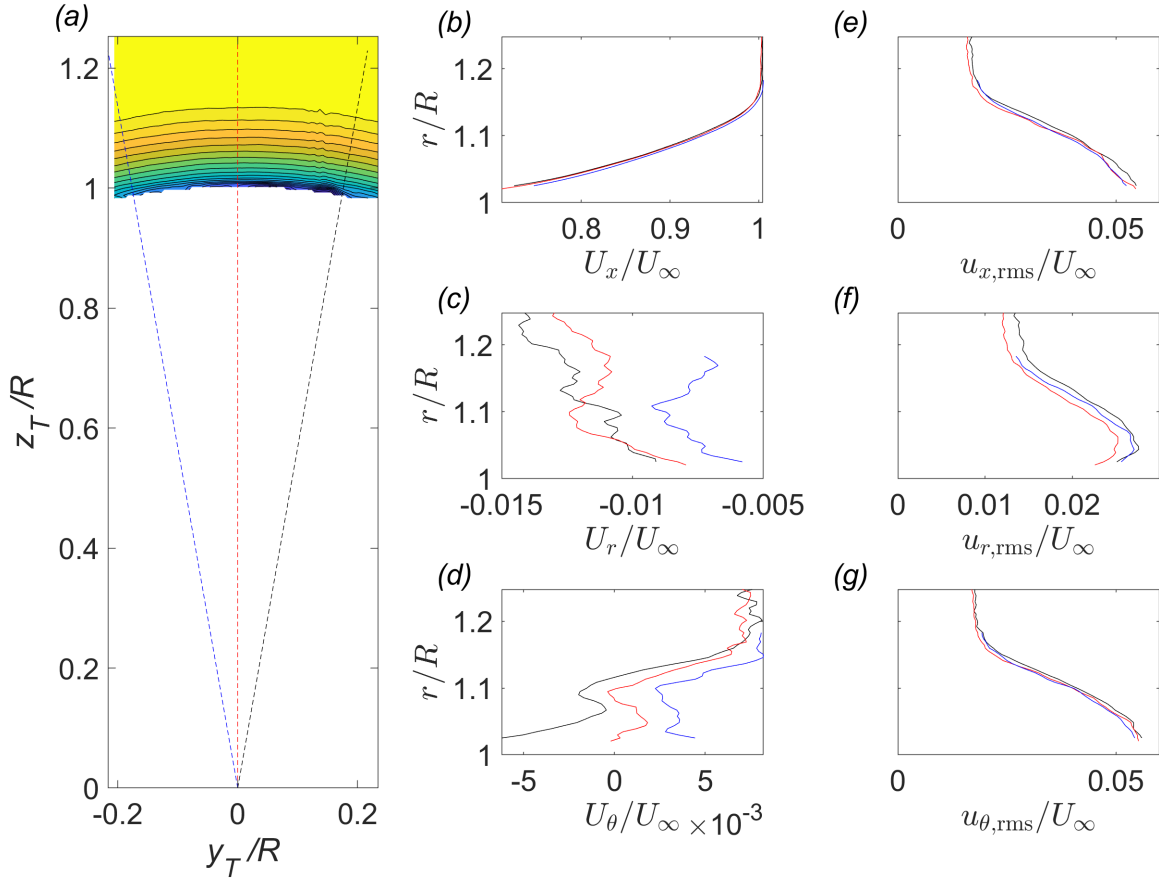 (a)
1.2
1
0.8
0.6
0.4
0.2
0
z_T/R
-0.2
0
0.2
y_T/R
(b)
1.2
1.1
1
r/R
0.8
0.9
1
U_x/U_∞
(c)
1.2
1.1
1
r/R
-0.015
-0.01
-0.005
U_r/U_∞
(d)
1.2
1.1
1
r/R
-5
0
5
U_θ/U_∞ ×10^-3
(e)
0
0.05
u_x,rms/U_∞
(f)
0
0.01
0.02
u_r,rms/U_∞
(g)
0
0.05
u_θ,rms/U_∞